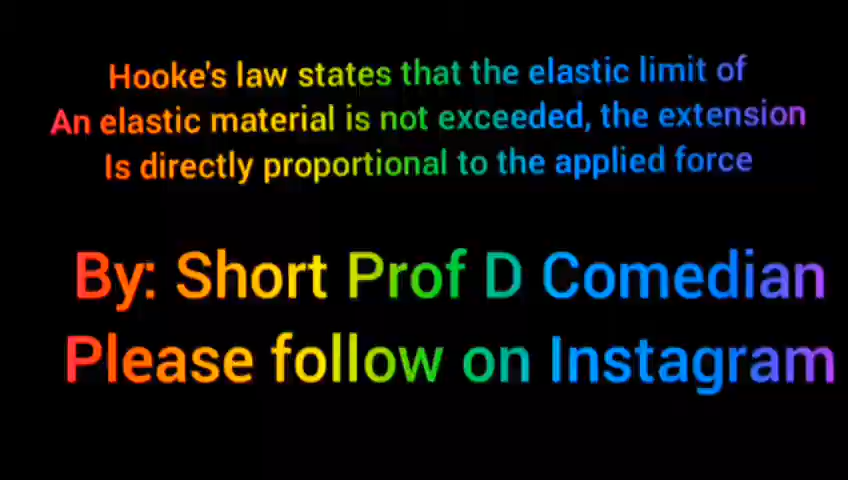 Hooke's law states that the elastic limit of
An elastic material is not exceeded, the extension
Is directly proportional to the applied force
By: Short Prof D Comedian
Please follow on Instagram